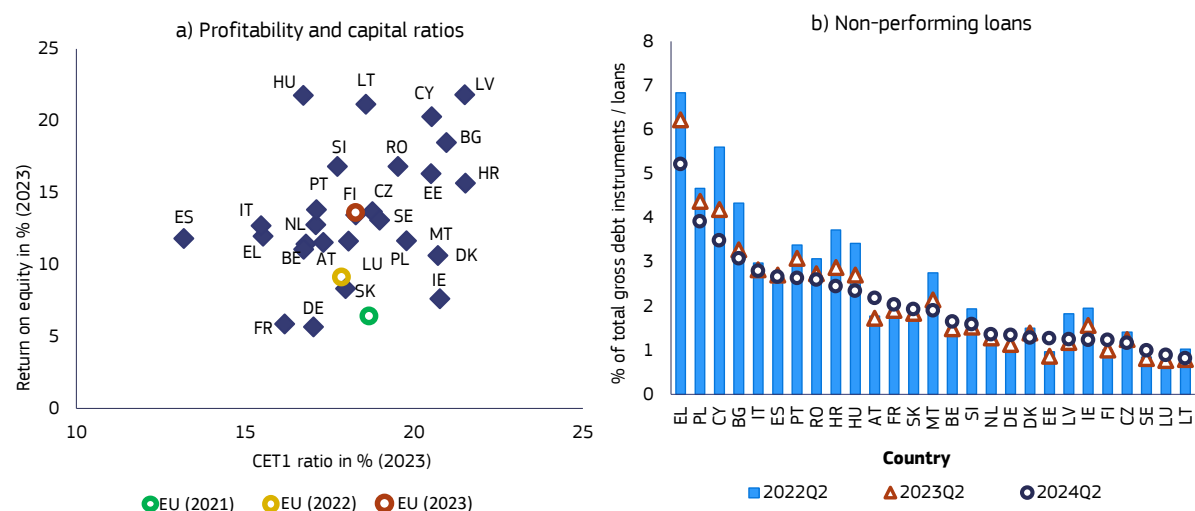 a) Profitability and capital ratios
Return on equity in % (2023)
25
20
15
10
5
0
HU
LT
CY
LV
BG
SI
RO
EE
HR
PT
FI
CZ
ES
IT
NL
SE
EL
BE
AT
LU
PL
MT
DK
SK
IE
FR
DE
10
15
20
25
CET1 ratio in % (2023)
EU (2021)
EU (2022)
EU (2023)
b) Non-performing loans
% of total gross debt instruments / loans
8
7
6
5
4
3
2
1
0
EL
PL
CY
BG
IT
ES
PT
RO
HR
HU
AT
FR
SK
MT
BE
SI
NL
DE
DK
EE
LV
IE
FI
CZ
SE
LU
LT
Country
2022Q2
2023Q2
2024Q2